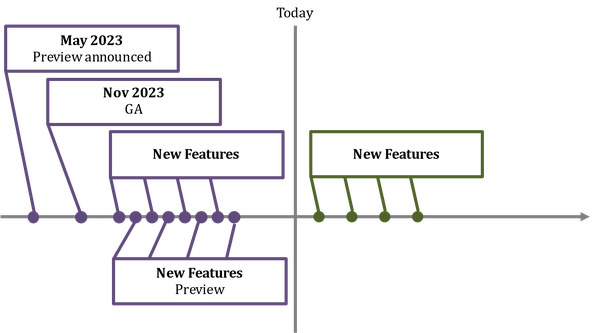 Today
May 2023
Preview announced
Nov 2023
GA
New Features
New Features
New Features
Preview